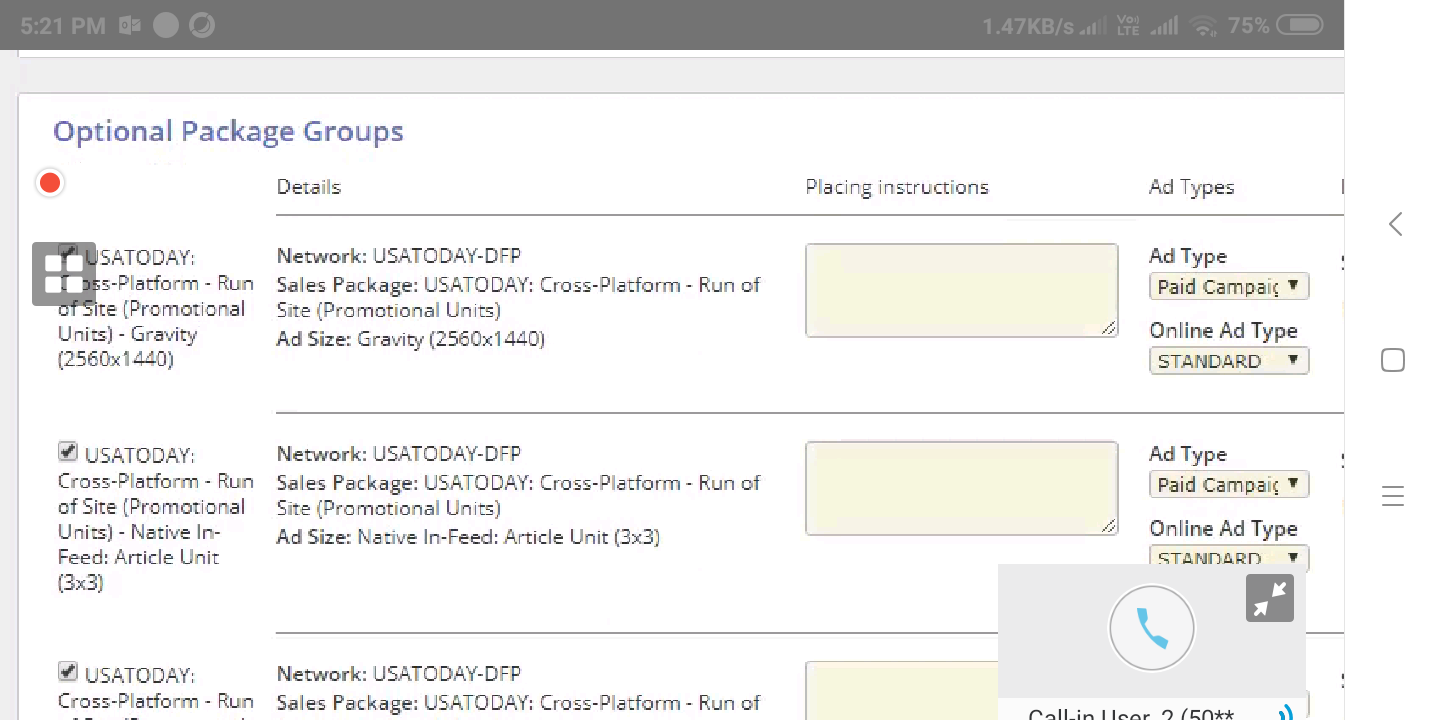 5:21 PM
1.47KB/s Vo) LTE 75%
Optional Package Groups
Details Placing instructions Ad Types
USATODAY:
Cross-Platform - Run
of Site (Promotional
Units) - Gravity
(2560x1440)
Network: USATODAY-DFP
Sales Package: USATODAY: Cross-Platform - Run of
Site (Promotional Units)
Ad Size: Gravity (2560x1440)
Ad Type
Paid Campaig
Online Ad Type
STANDARD
USATODAY:
Cross-Platform - Run
of Site (Promotional
Units) - Native In-
Feed: Article Unit
(3x3)
Network: USATODAY-DFP
Sales Package: USATODAY: Cross-Platform - Run of
Site (Promotional Units)
Ad Size: Native In-Feed: Article Unit (3x3)
Ad Type
Paid Campaig
Online Ad Type
STANDARD
USATODAY:
Cross-Platform - Run
Network: USATODAY-DFP
Sales Package: USATODAY: Cross-Platform - Run of
Call-in User_2 (50**